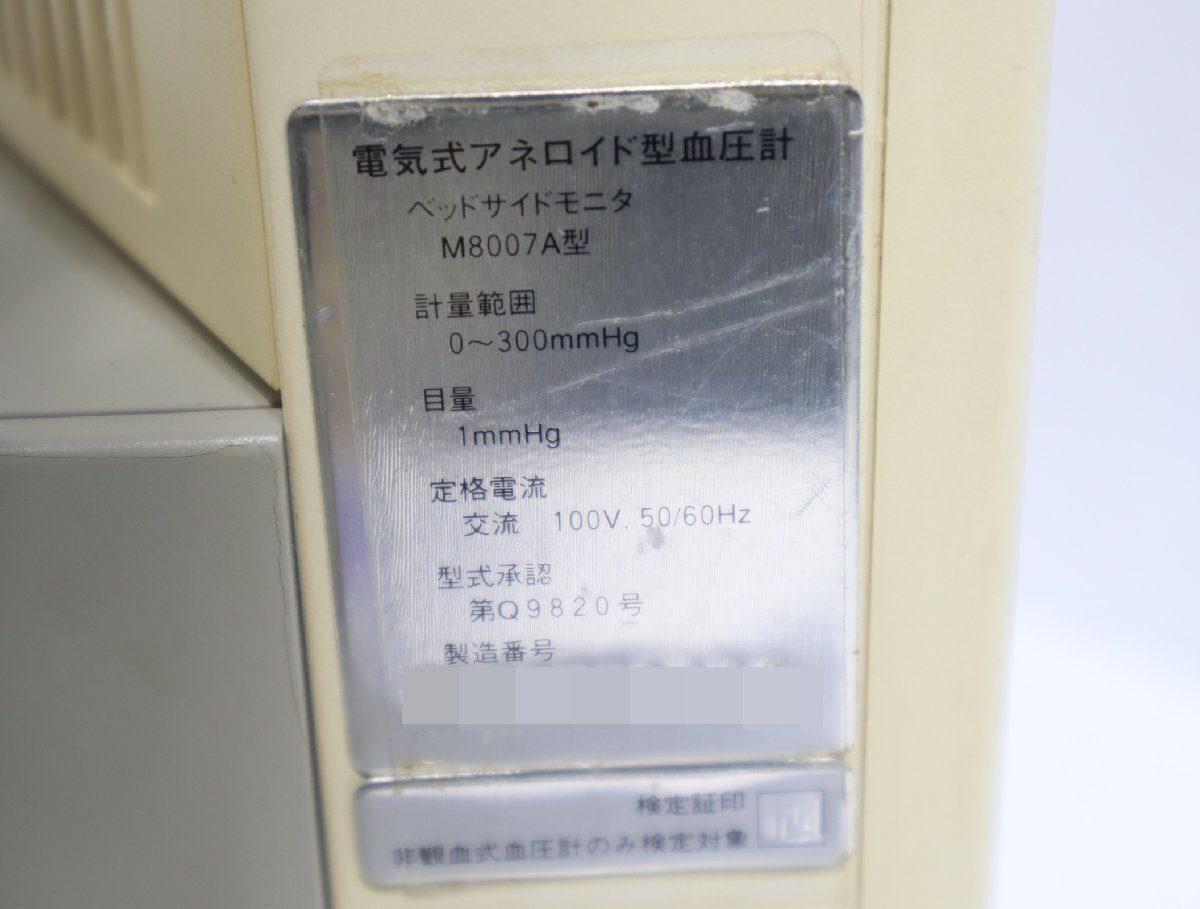 電気式アネロイド型血圧計
ベッドサイドモニタ
M8007A型
計量範囲
0～300mmHg
目量
1mmHg
定格電流
交流　100V, 50/60Hz
型式承認
第Q9820号
製造番号
検定証印
非観血式血圧計のみ検定対象